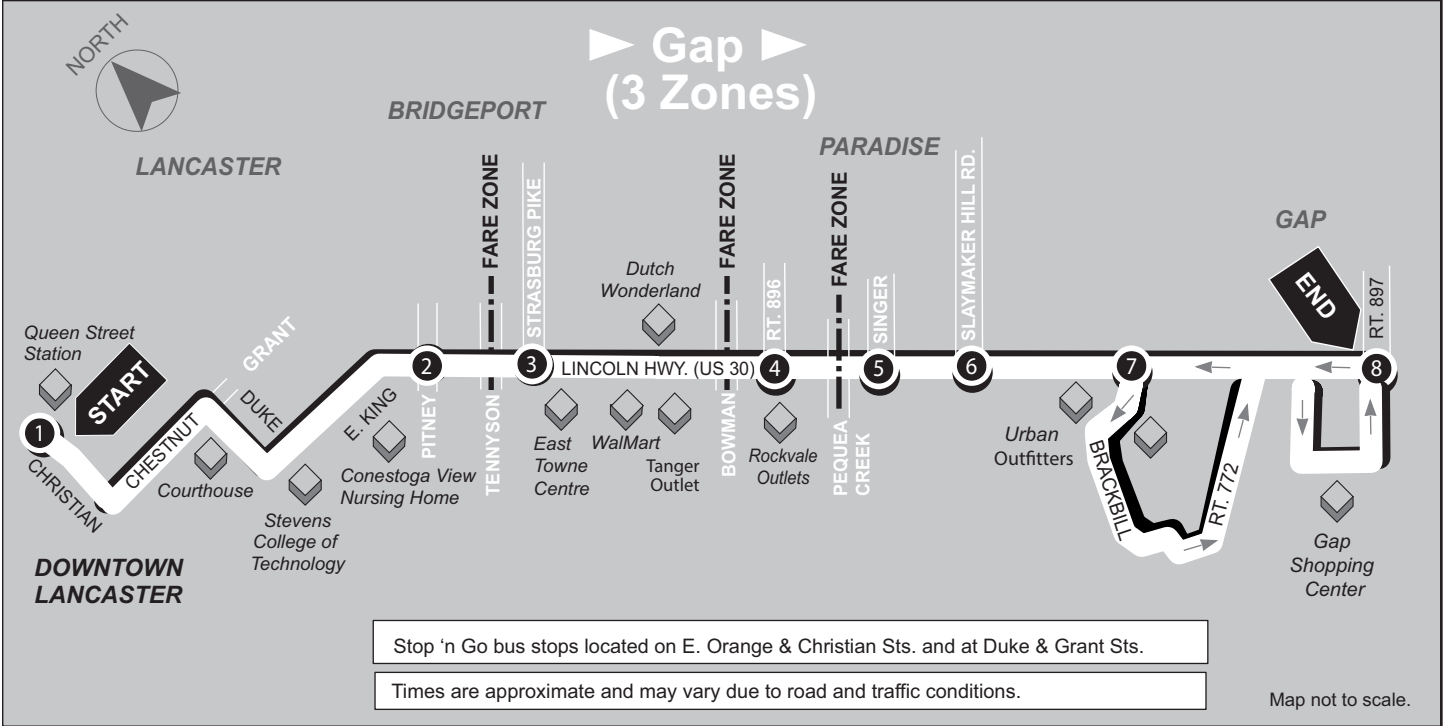 NORTH
► Gap ►
(3 Zones)
BRIDGEPORT
LANCASTER
PARADISE
GAP
FARE ZONE
STRASBURG PIKE
FARE ZONE
FARE ZONE
SLAYMAKER HILL RD.
Dutch
Wonderland
RT. 896
SINGER
END
RT. 897
Queen Street
Station
START
GRANT
DUKE
1
2
3
LINCOLN HWY. (US 30)
4
5
6
7
8
CHRISTIAN
CHESTNUT
E. KING
PITNEY
TENNYSON
BOWMAN
PEQUEA
CREEK
BRACKBILL
RT. 772
Courthouse
Stevens
College of
Technology
Conestoga View
Nursing Home
East
Towne
Centre
WalMart
Tanger
Outlet
Rockvale
Outlets
Urban
Outfitters
Gap
Shopping
Center
DOWNTOWN
LANCASTER
Stop ‘n Go bus stops located on E. Orange & Christian Sts. and at Duke & Grant Sts.
Times are approximate and may vary due to road and traffic conditions.
Map not to scale.